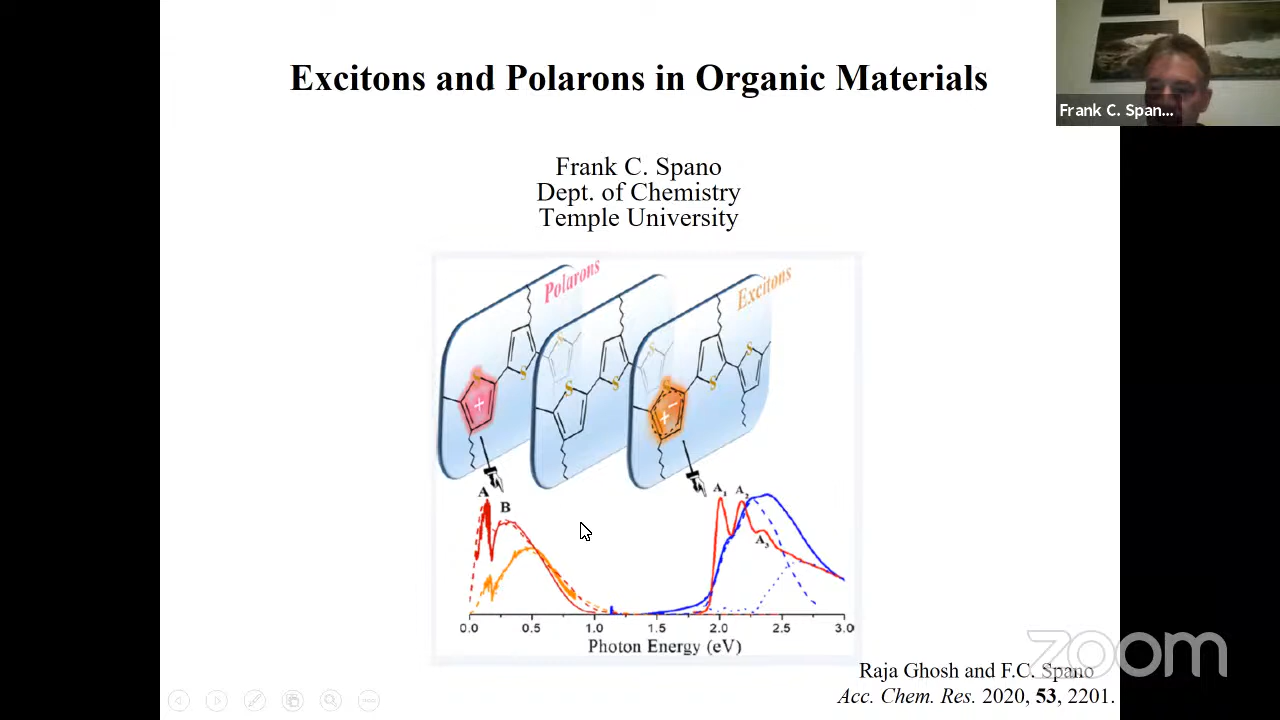 Excitons and Polarons in Organic Materials
Frank C. Span...
Frank C. Spano
Dept. of Chemistry
Temple University
Polarons
Excitons
S
S
S
S
S
S
S
S
+
+ −
A
B
A1
A2
A3
0.0 0.5 1.0 1.5 2.0 2.5 3.0
Photon Energy (eV)
zoom
Raja Ghosh and F.C. Spano
Acc. Chem. Res. 2020, 53, 2201.